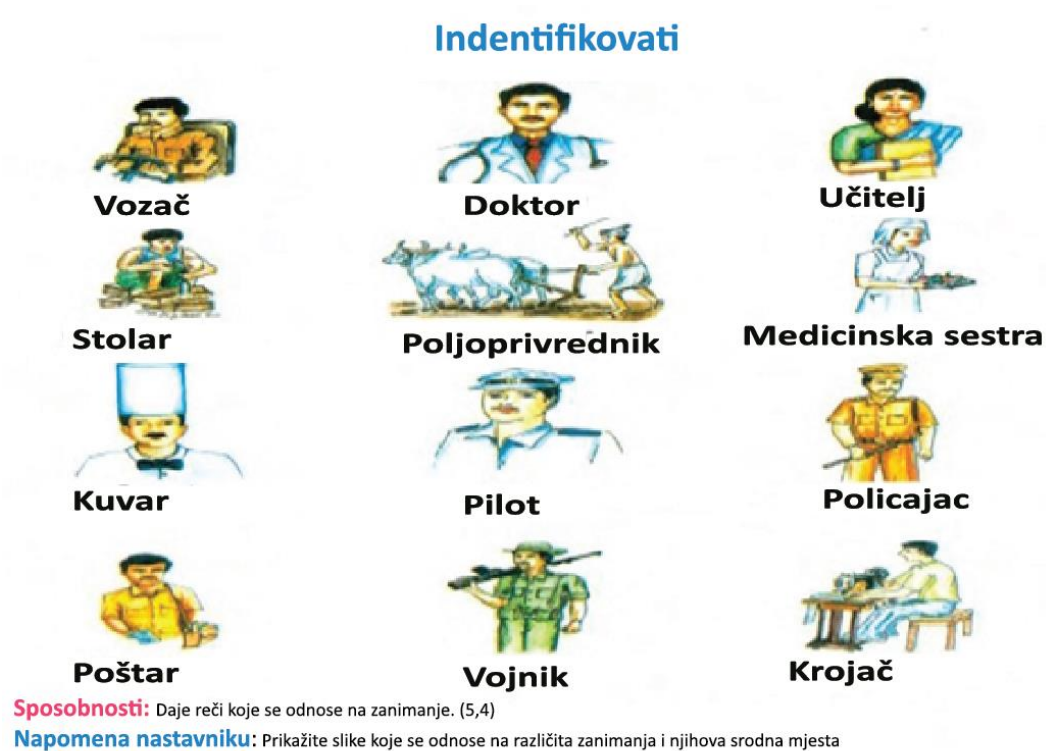 Indentifikovati
Vozač
Doktor
Učitelj
Stolar
Poljoprivrednik
Medicinska sestra
Kuvar
Pilot
Policajac
Poštar
Vojnik
Krojač
Sposobnosti: Daje reči koje se odnose na zanimanje. (5,4)
Napomena nastavniku: Prikažite slike koje se odnose na različita zanimanja i njihova srodna mjesta